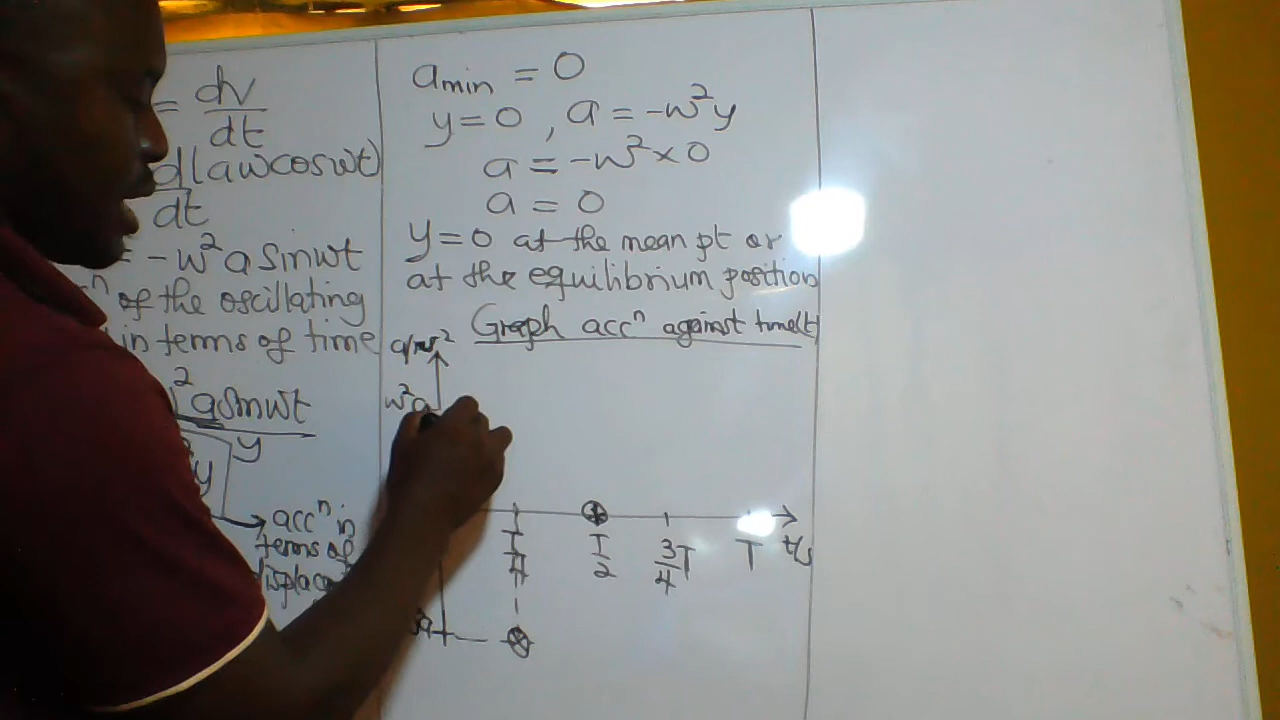 = dv
dt
d(awcoswt)
dt
= -w²a sinwt
of the oscillating
in terms of time
²asinwt
y
y
accⁿ in
terms of
amin = 0
y=0, a = -w²y
a = -w² x 0
a = 0
y=0 at the mean pt or
at the equilibrium position
Graph accⁿ against time(t)
w²a
T/4
T/2
3/4 T
T